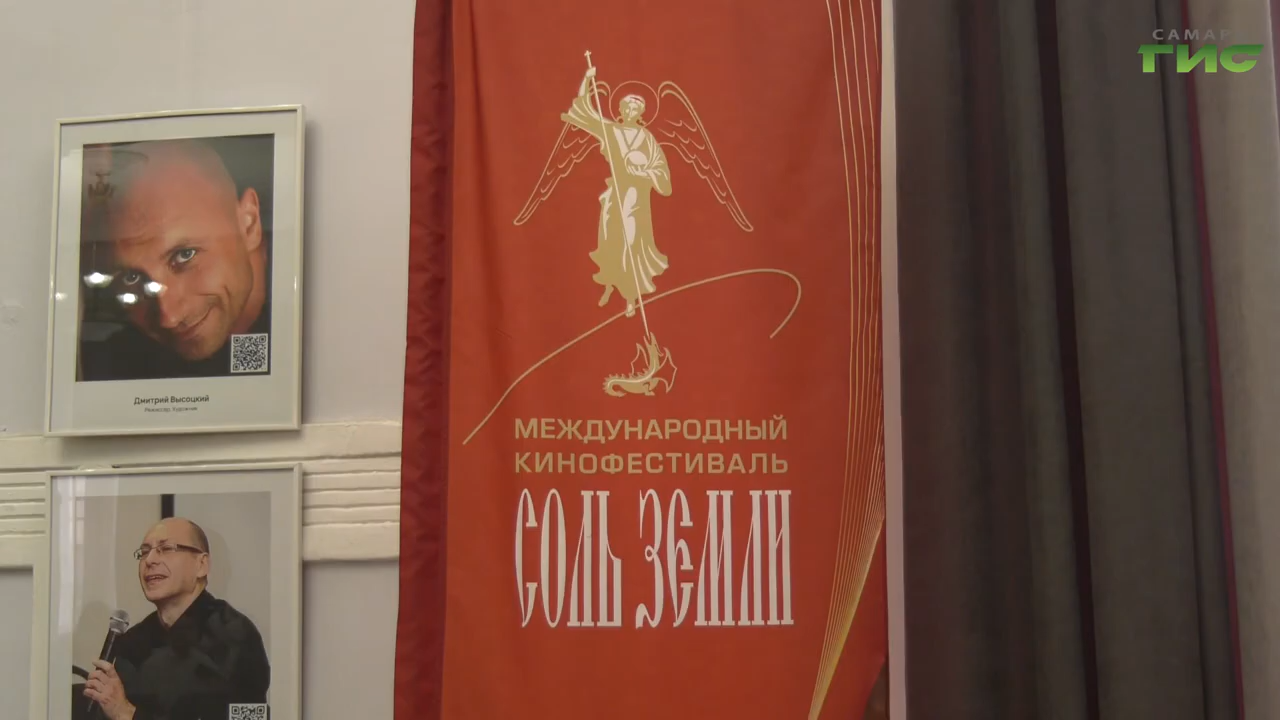 САМАР
ГИС
Дмитрий Высоцкий
Режиссер, Художник
МЕЖДУНАРОДНЫЙ
КИНОФЕСТИВАЛЬ
СОЛЬ ЗЕМЛИ